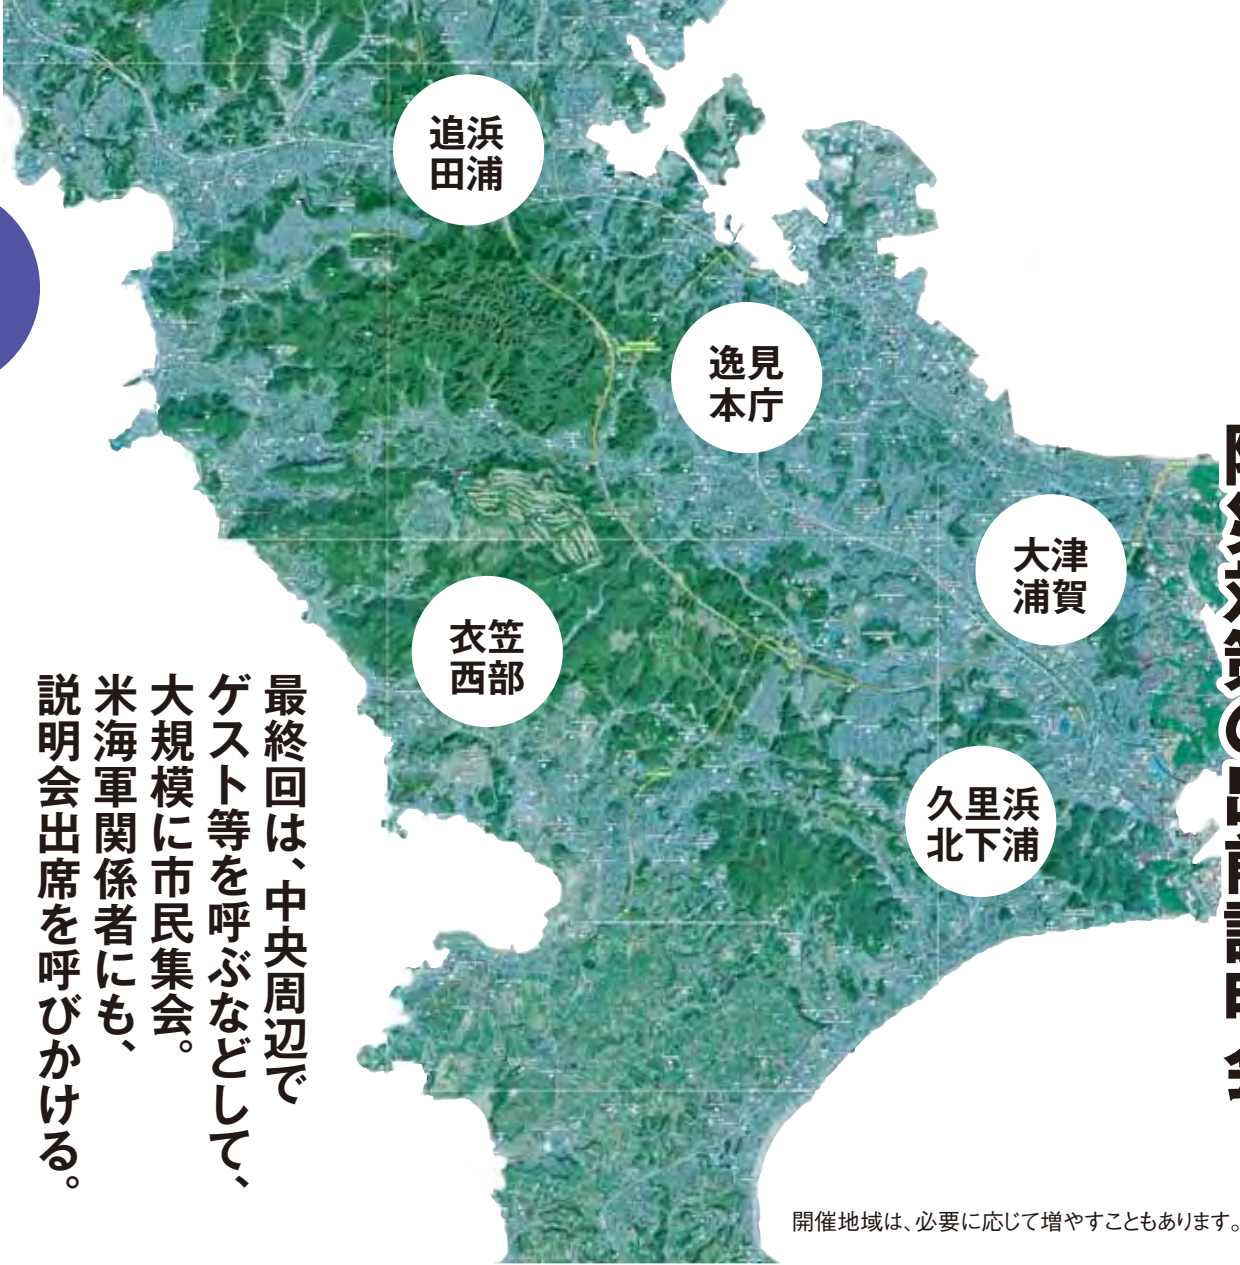 追浜
田浦
逸見
本庁
大津
浦賀
衣笠
西部
久里浜
北下浦
最終回は、中央周辺で
ゲスト等を呼ぶなどして、
大規模に市民集会。
米海軍関係者にも、
説明会出席を呼びかける。
開催地域は、必要に応じて増やすこともあります。